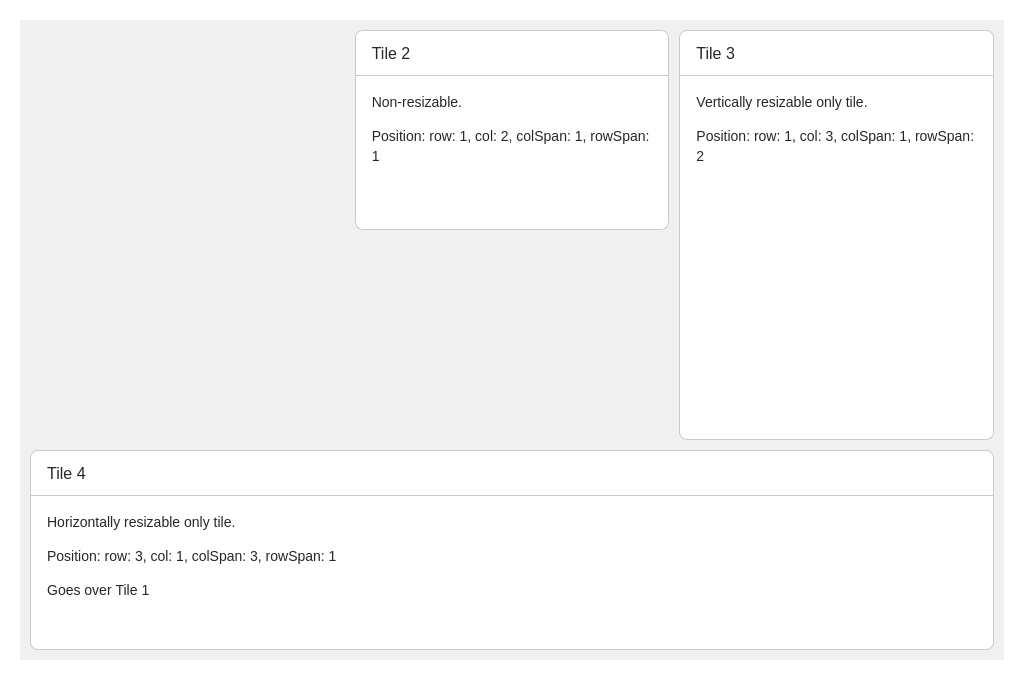 Tile 2
Non-resizable.
Position: row: 1, col: 2, colSpan: 1, rowSpan:
1
Tile 3
Vertically resizable only tile.
Position: row: 1, col: 3, colSpan: 1, rowSpan:
2
Tile 4
Horizontally resizable only tile.
Position: row: 3, col: 1, colSpan: 3, rowSpan: 1
Goes over Tile 1